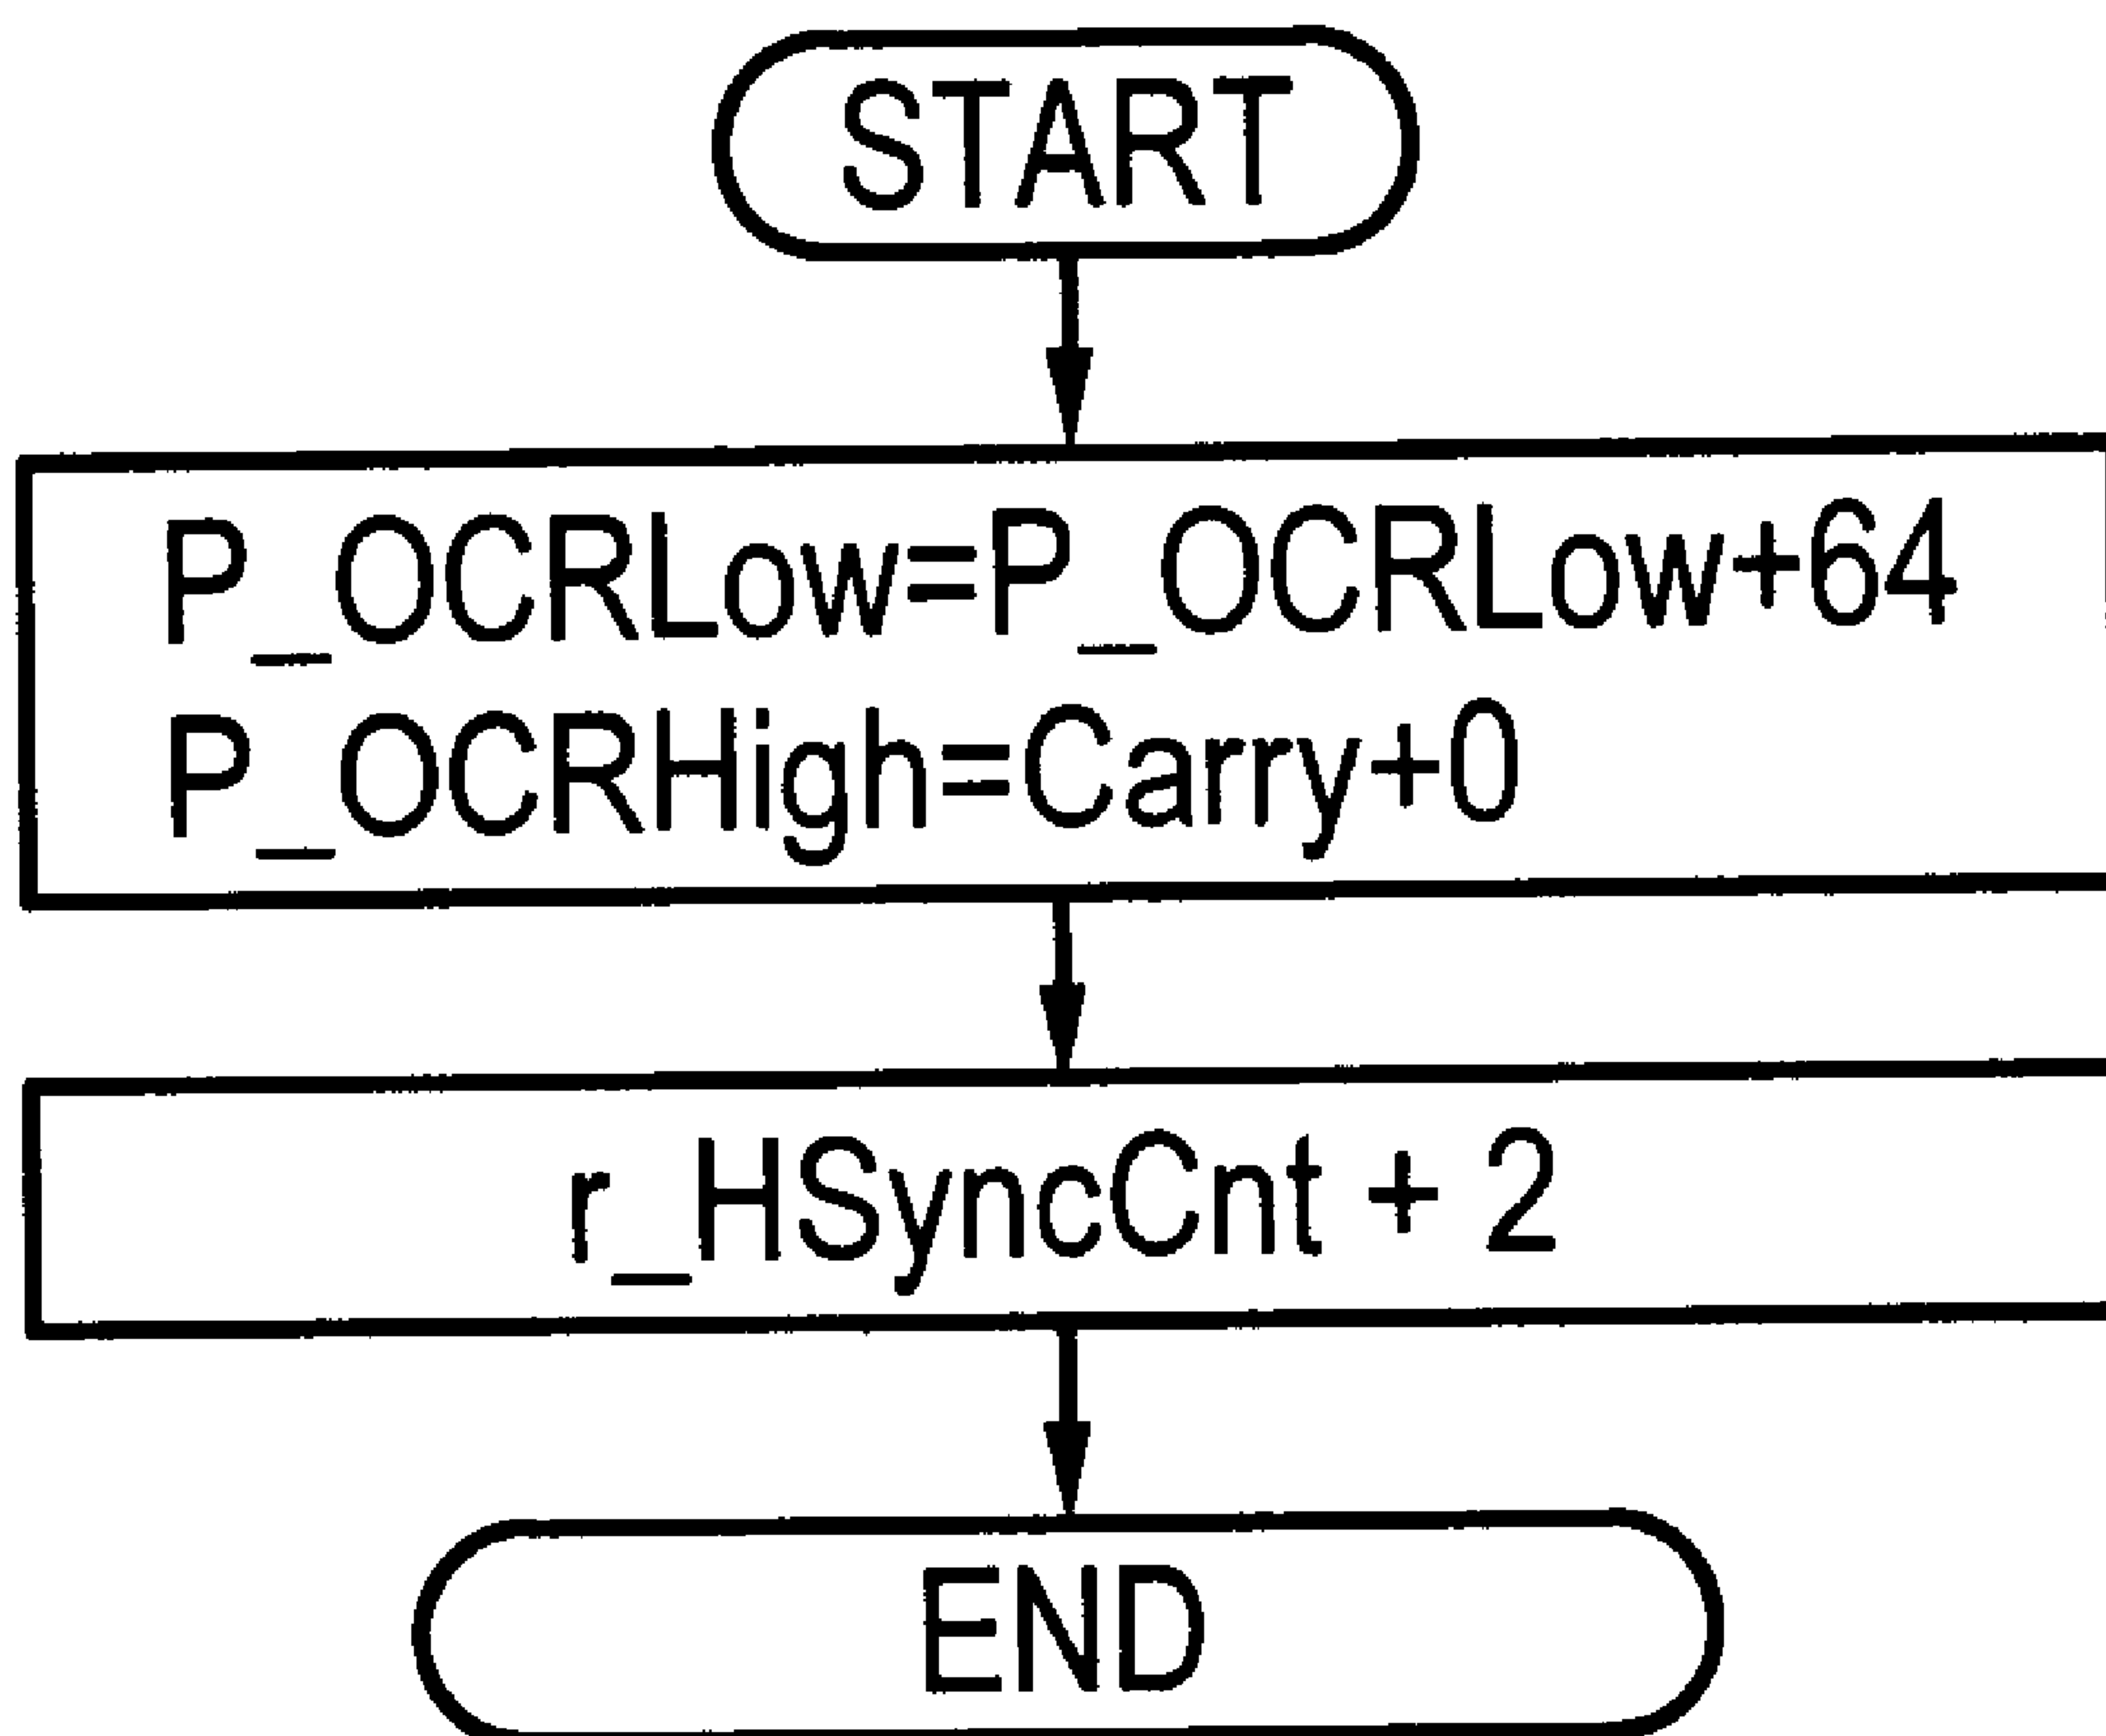 START
P_OCRLow=P_OCRLow+64
P_OCRHigh=Carry+0
r_HSyncCnt + 2
END